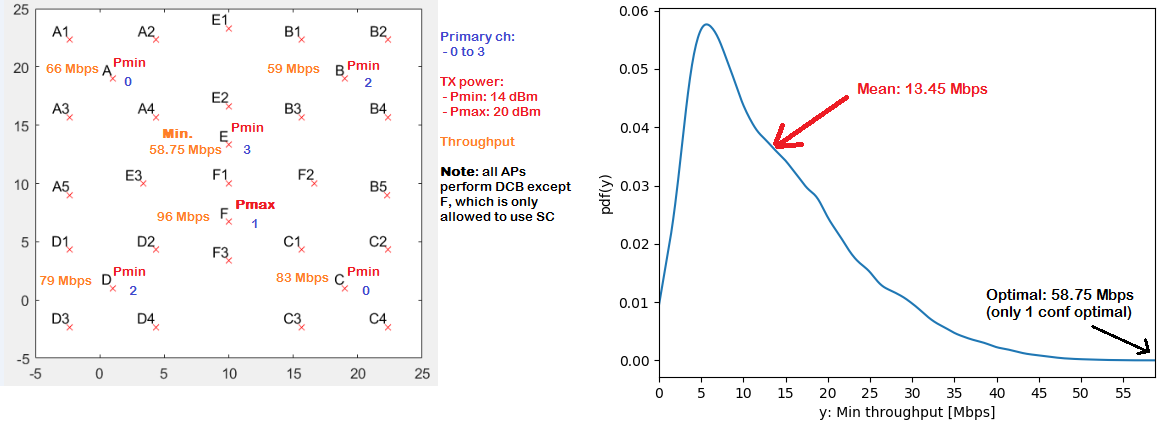 25
20
15
10
5
0
-5
-5
0
5
10
15
20
25
E1
A1
A2
B1
B2
66 Mbps
A
Pmin
0
59 Mbps
B
Pmin
2
E2
A3
A4
B3
B4
Min.
58.75 Mbps
E
Pmin
3
E3
F1
F2
A5
B5
96 Mbps
F
Pmax
1
D1
D2
F3
C1
C2
79 Mbps
D
Pmin
2
83 Mbps
C
Pmin
0
D3
D4
C3
C4
Primary ch:
- 0 to 3
TX power:
- Pmin: 14 dBm
- Pmax: 20 dBm
Throughput
Note: all APs
perform DCB except
F, which is only
allowed to use SC
0.06
0.05
0.04
0.03
0.02
0.01
0.00
pdf(y)
Mean: 13.45 Mbps
Optimal: 58.75 Mbps
(only 1 conf optimal)
0
5
10
15
20
25
30
35
40
45
50
55
y: Min throughput [Mbps]